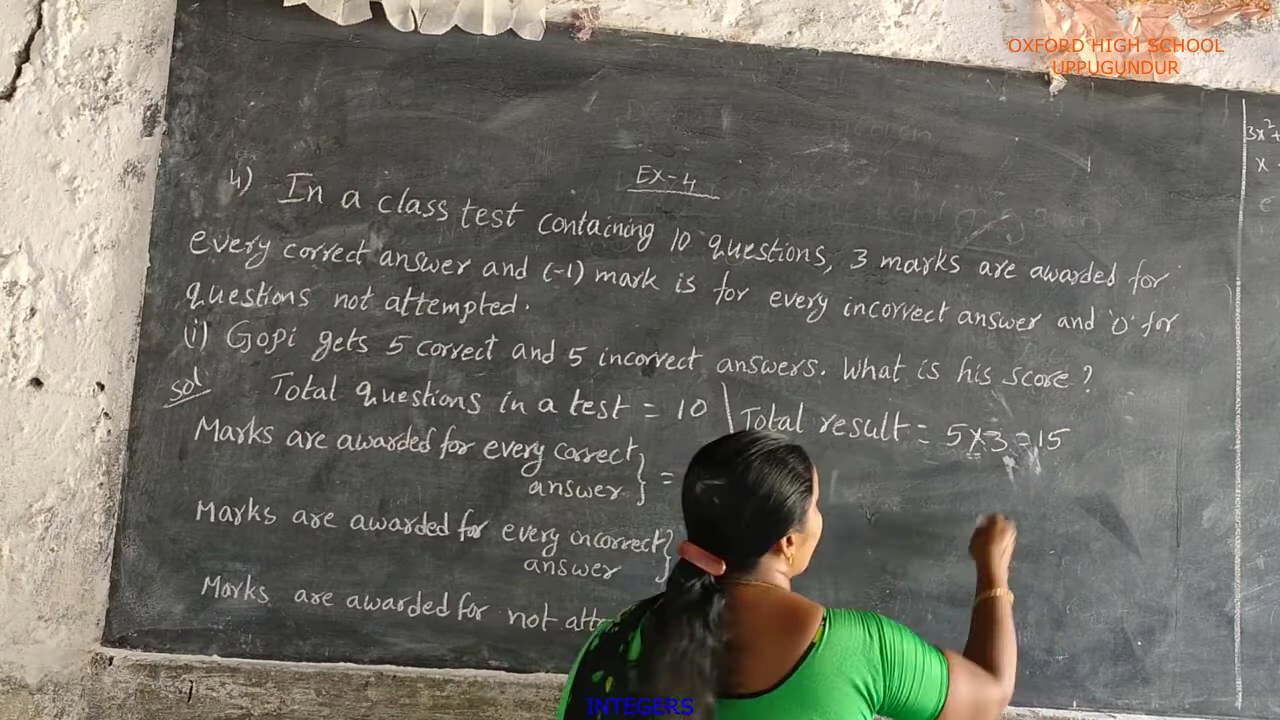 OXFORD HIGH SCHOOL
UPPUGUNDUR
Ex-4
4) In a class test containing 10 questions, 3 marks are awarded for
every correct answer and (-1) mark is for every incorrect answer and '0' for
questions not attempted.
(i) Gopi gets 5 correct and 5 incorrect answers. What is his score?
Sol Total questions in a test = 10
Marks are awarded for every correct
answer } =
Marks are awarded for every incorrect
answer }
Marks are awarded for not
Total result = 5x3=15
3x²+
x
e
INTEGERS